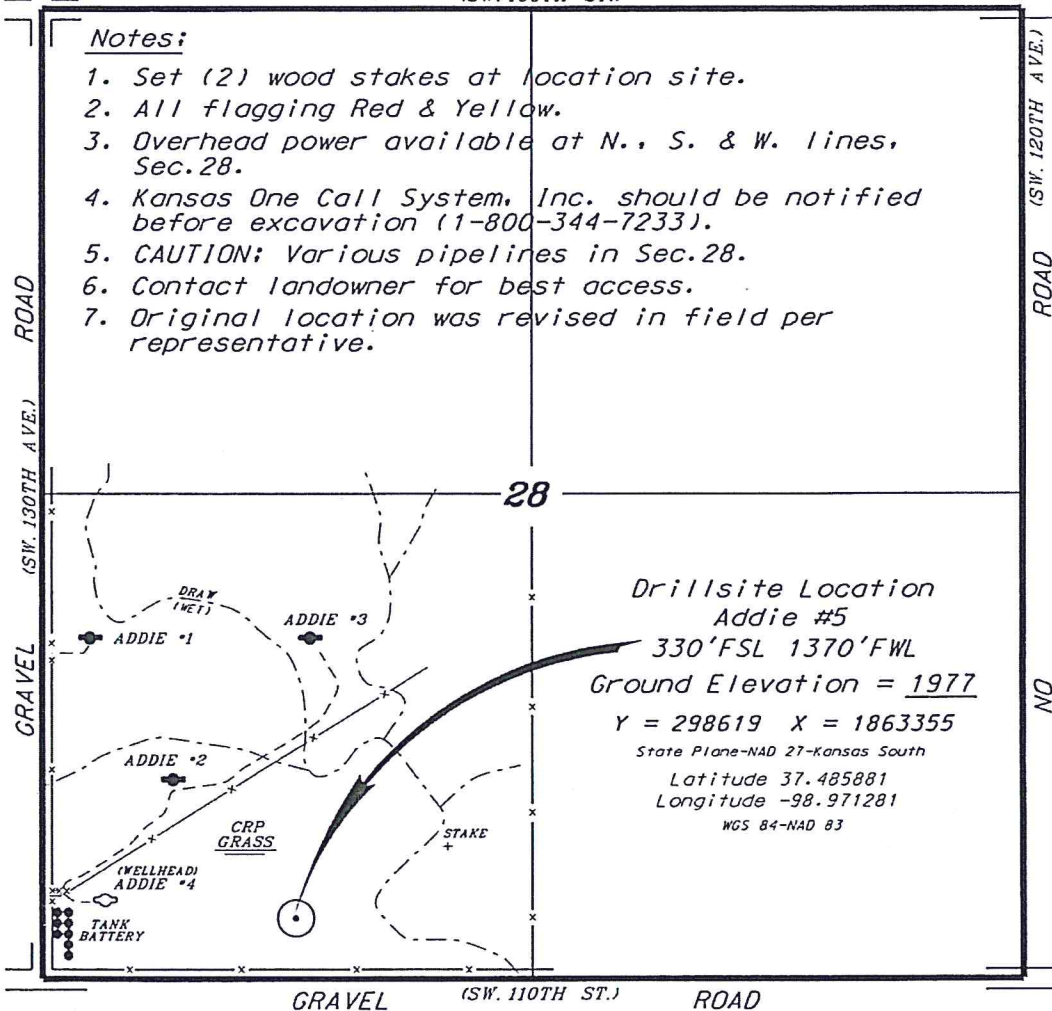 Notes:
1. Set (2) wood stakes at location site.
2. All flagging Red & Yellow.
3. Overhead power available at N., S. & W. lines,
Sec.28.
4. Kansas One Call System, Inc. should be notified
before excavation (1-800-344-7233).
5. CAUTION: Various pipelines in Sec.28.
6. Contact landowner for best access.
7. Original location was revised in field per
representative.
GRAVEL (SW. 130TH AVE.) ROAD
NO ROAD (SW. 120TH AVE.)
28
DRAW
(WET)
ADDIE #1
ADDIE #3
ADDIE #2
CRP
GRASS
STAKE
(WELLHEAD)
ADDIE #4
TANK
BATTERY
Drillsite Location
Addie #5
330'FSL 1370'FWL
Ground Elevation = 1977
Y = 298619 X = 1863355
State Plane-NAD 27-Kansas South
Latitude 37.485881
Longitude -98.971281
WGS 84-NAD 83
GRAVEL (SW. 110TH ST.) ROAD